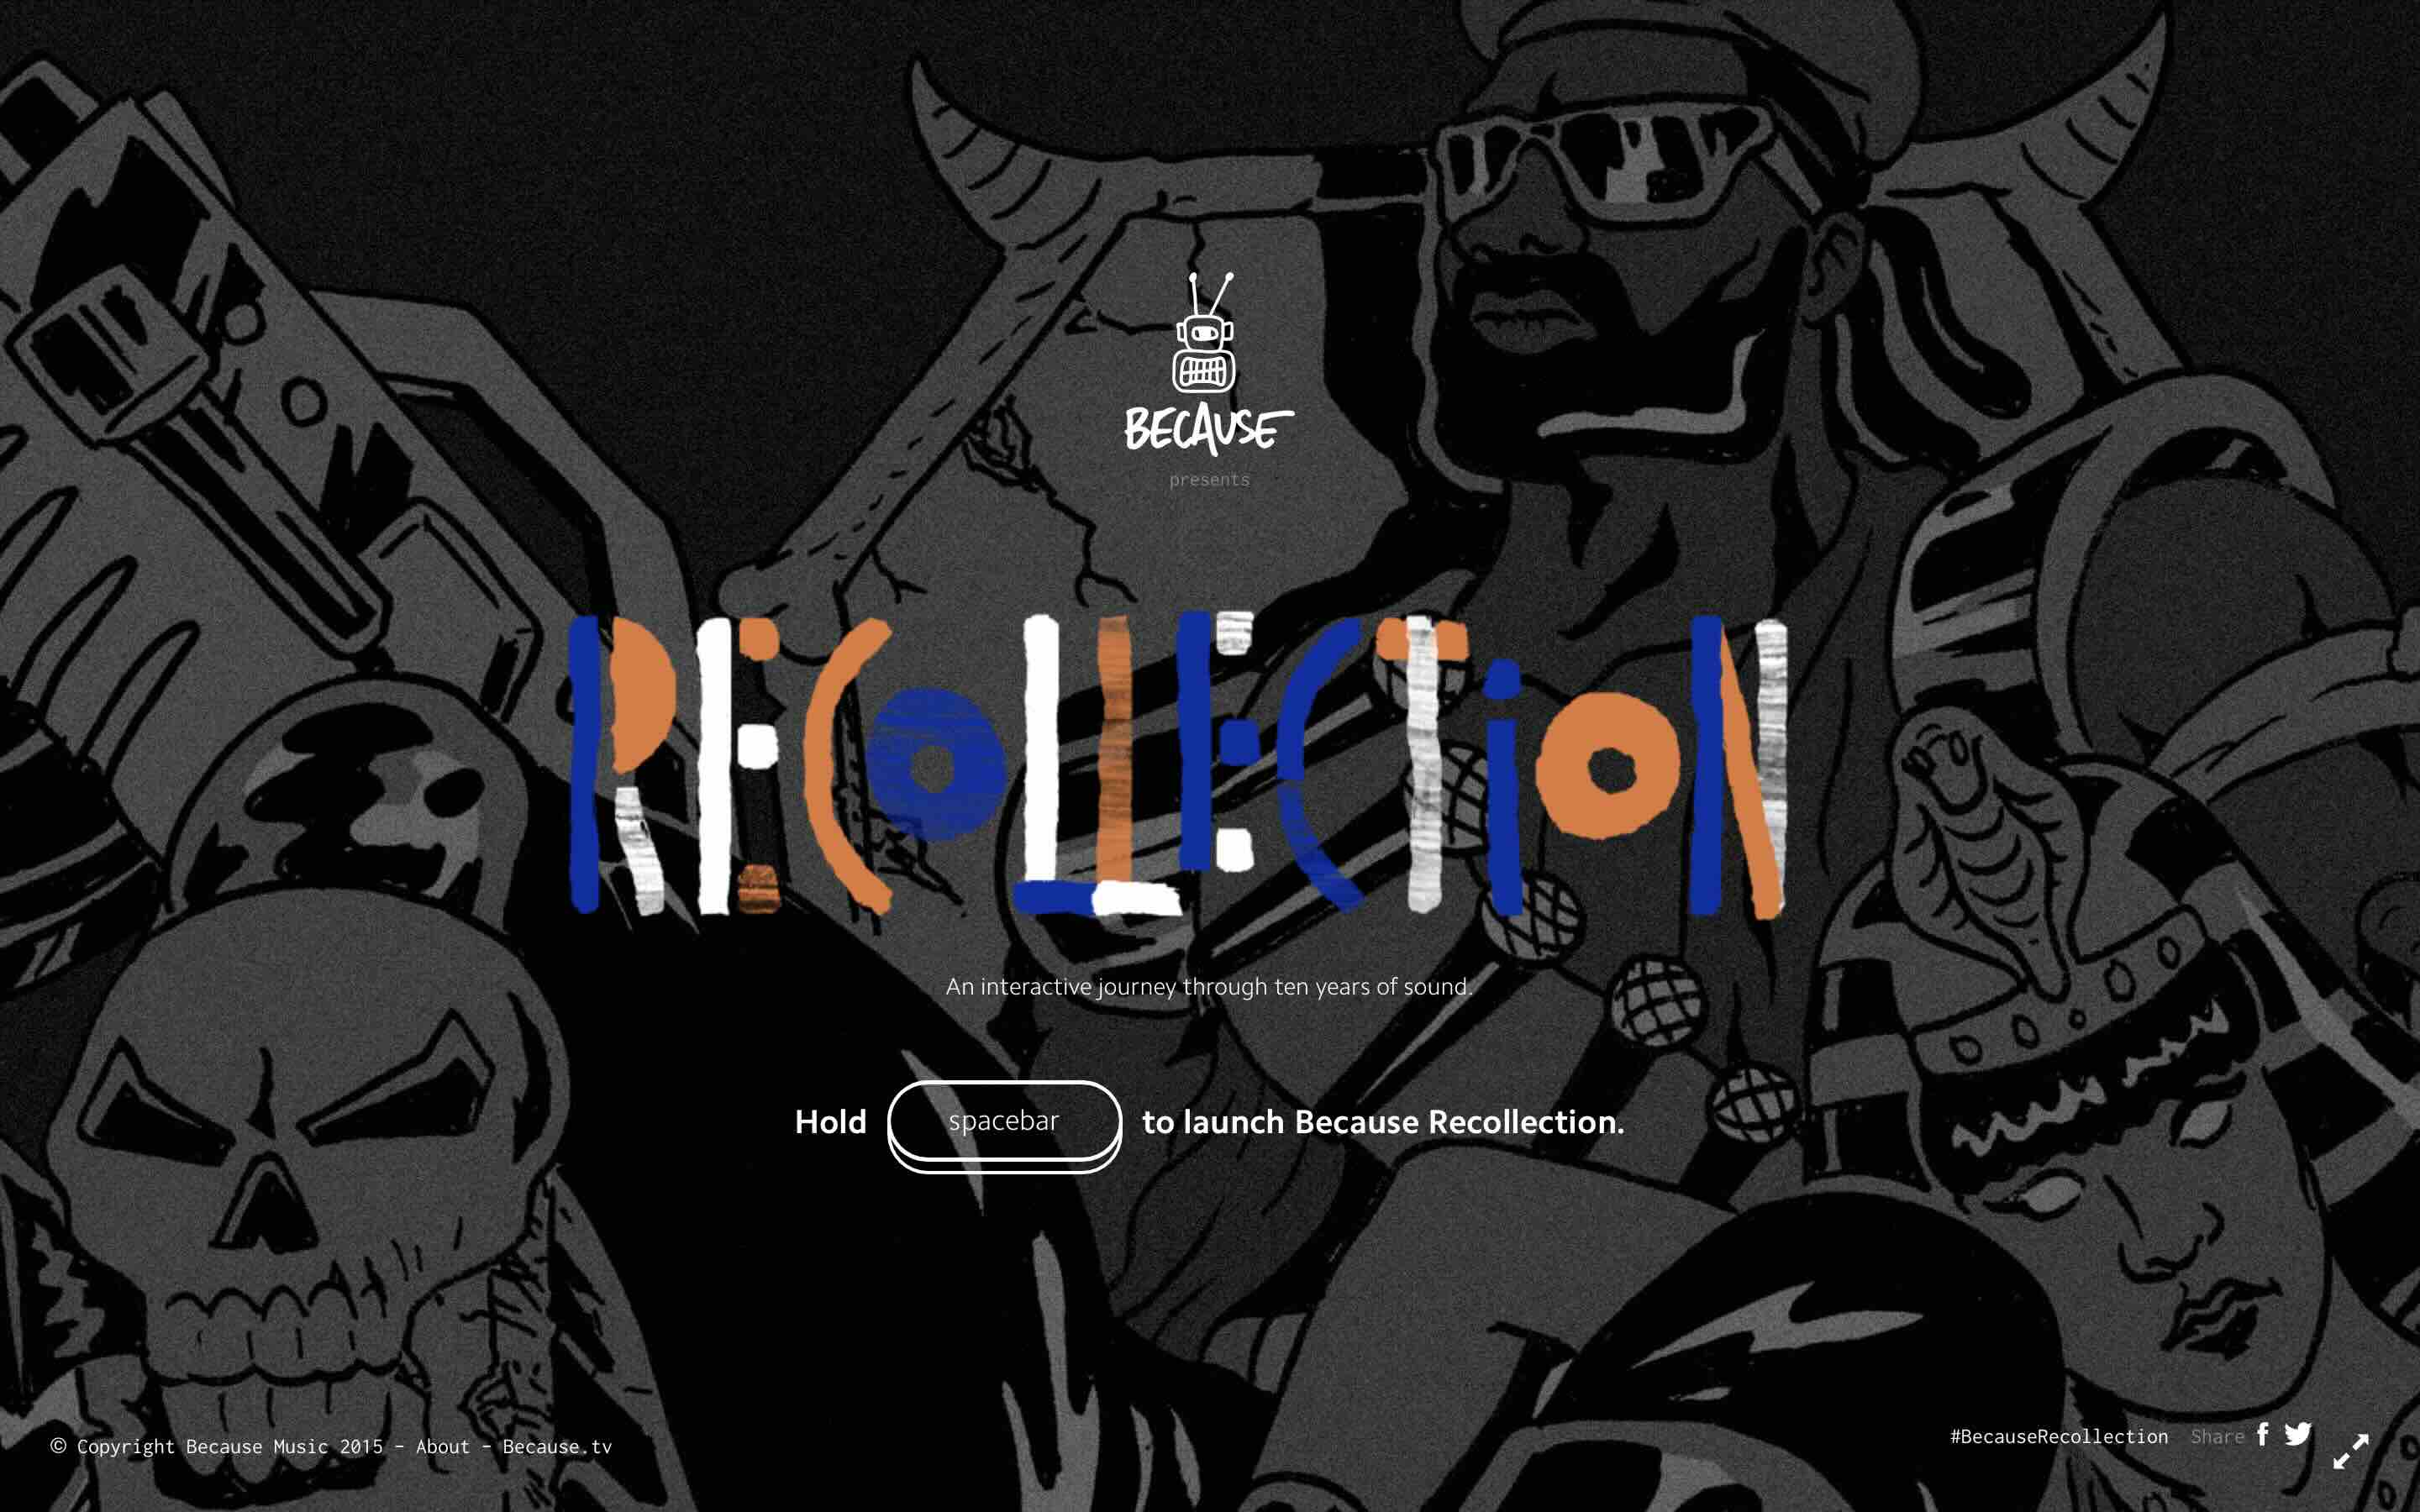 BECAUSE
presents
RECOLLECTiON
An interactive journey through ten years of sound.
Hold spacebar to launch Because Recollection.
© Copyright Because Music 2015 - About - Because.tv
#BecauseRecollection Share